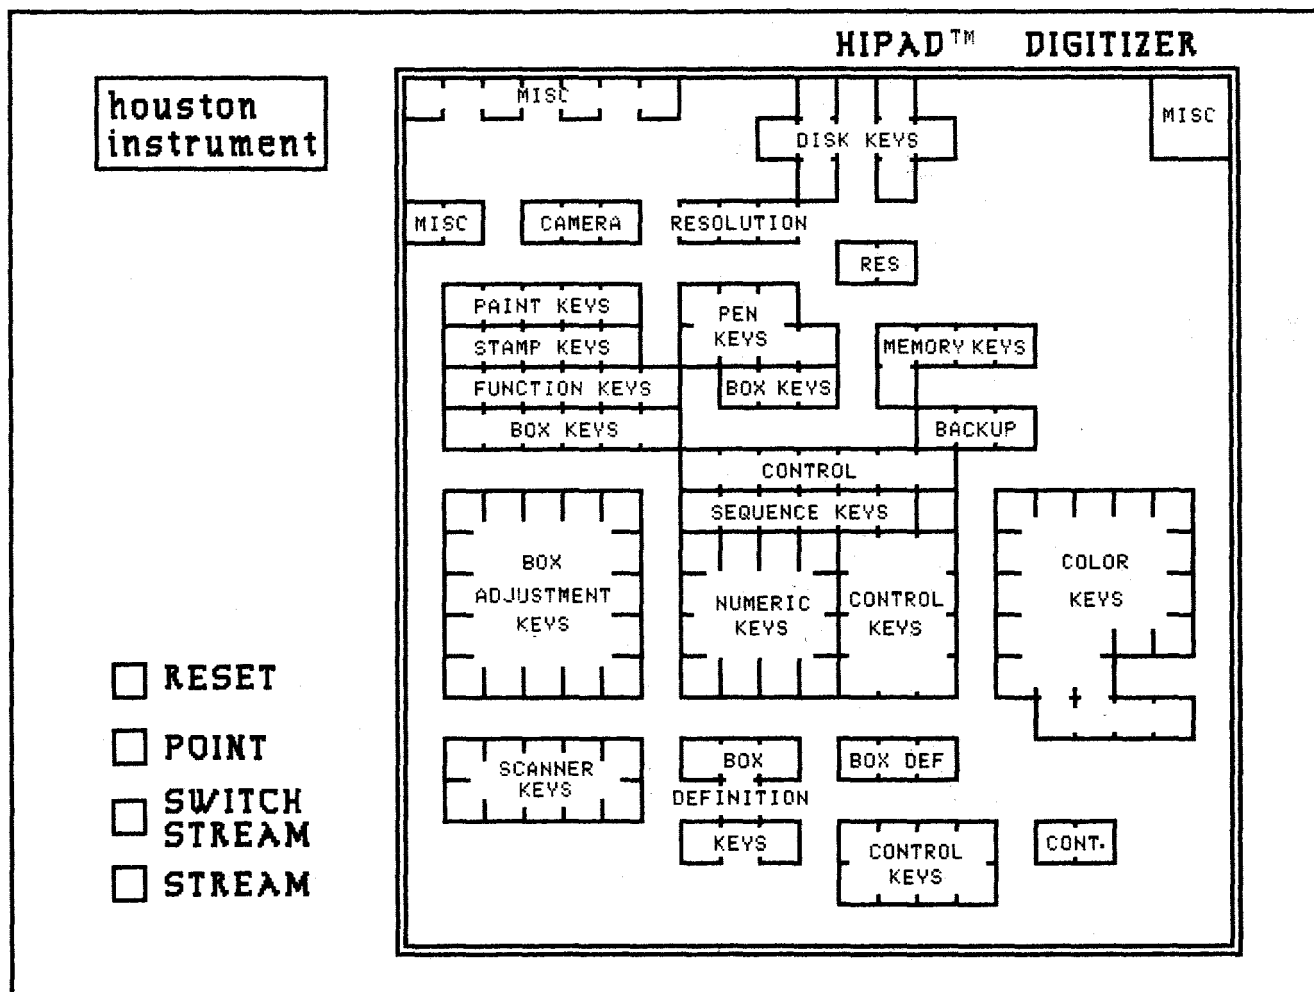 HIPAD™ DIGITIZER
houston
instrument
MISC
MISC
DISK KEYS
MISC
CAMERA
RESOLUTION
RES
PAINT KEYS
PEN
KEYS
STAMP KEYS
MEMORY KEYS
FUNCTION KEYS
BOX KEYS
BOX KEYS
BACKUP
CONTROL
SEQUENCE KEYS
BOX
ADJUSTMENT
KEYS
NUMERIC
KEYS
CONTROL
KEYS
COLOR
KEYS
RESET
POINT
SWITCH
STREAM
STREAM
SCANNER
KEYS
BOX
DEFINITION
KEYS
BOX DEF
CONTROL
KEYS
CONT.